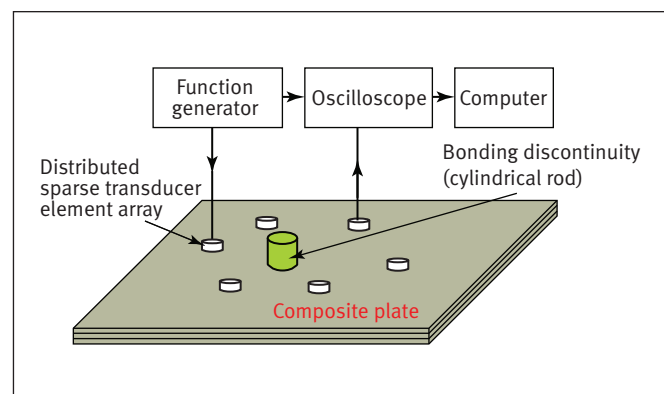 Function
generator
Oscilloscope
Computer
Distributed
sparse transducer
element array
Bonding discontinuity
(cylindrical rod)
Composite plate